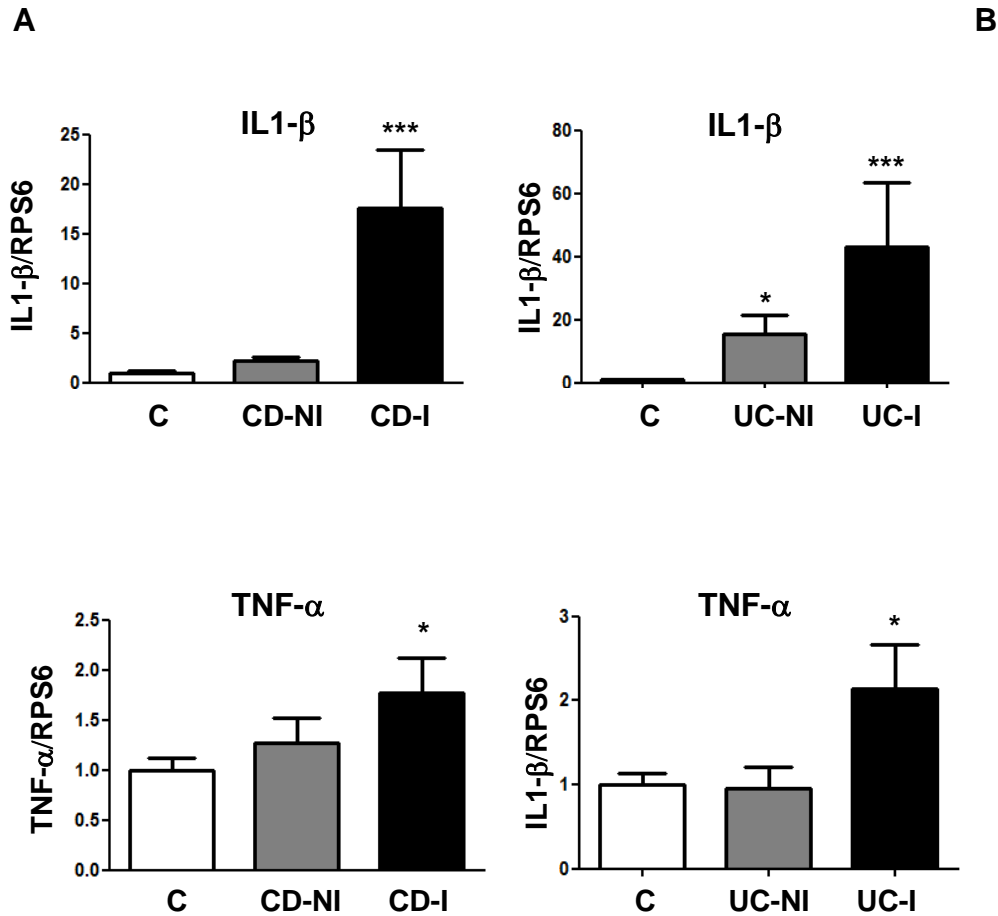 A
B
IL1-β
***
25
20
15
10
5
0
IL1-β/RPS6
C
CD-NI
CD-I
IL1-β
***
*
80
60
40
20
0
IL1-β/RPS6
C
UC-NI
UC-I
TNF-α
*
2.5
2.0
1.5
1.0
0.5
0.0
TNF-α/RPS6
C
CD-NI
CD-I
TNF-α
*
3
2
1
0
IL1-β/RPS6
C
UC-NI
UC-I